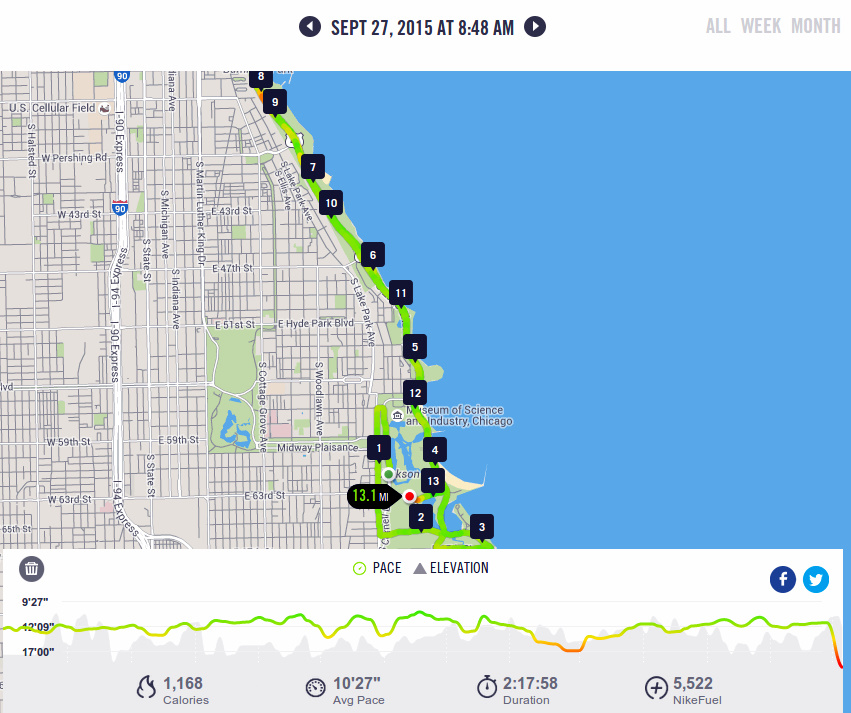 SEPT 27, 2015 AT 8:48 AM
ALL WEEK MONTH
90
8
U.S. Cellular Field
9
I-90 Express
S Halsted St
W Pershing Rd
7
S Lake Park Ave
S Ellis Ave
S Martin Luther King Dr
10
90
W 43rd St
E 43rd St
S Michigan Ave
S State St
6
E 47th St
I-94 Express
S Indiana Ave
S Lake Park Ave
11
E 51st St
E Hyde Park Blvd
5
I-90 Express
S Cottage Grove Ave
S Woodlawn Ave
lvd
12
Museum of Science
and Industry, Chicago
W 59th St
E 59th St
Midway Plaisance
1
4
S State St
kson
13
W 63rd St
E 63rd St
13.1 MI
I-94 Express
2
3
65th St
PACE
ELEVATION
9'27"
12'09"
17'00"
1,168
Calories
10'27"
Avg Pace
2:17:58
Duration
5,522
NikeFuel